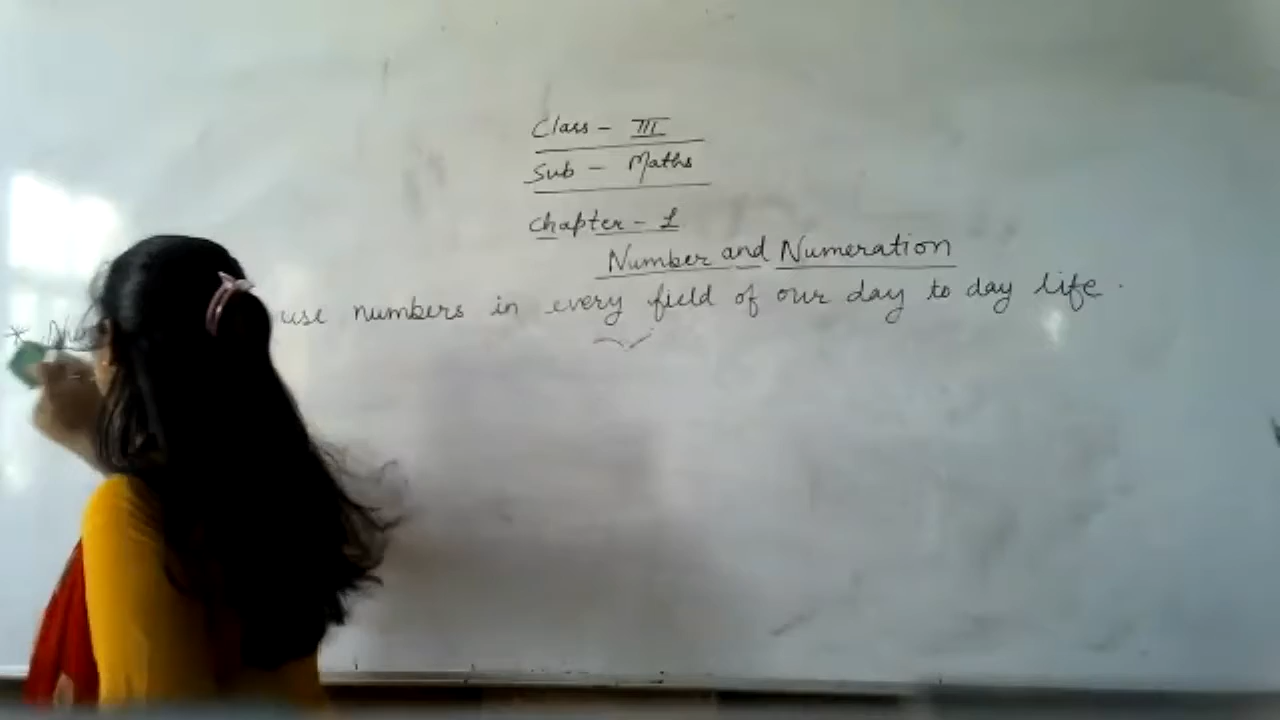 Class - III
Sub - Maths
Chapter - 1
Number and Numeration
* use numbers in every field of our day to day life.